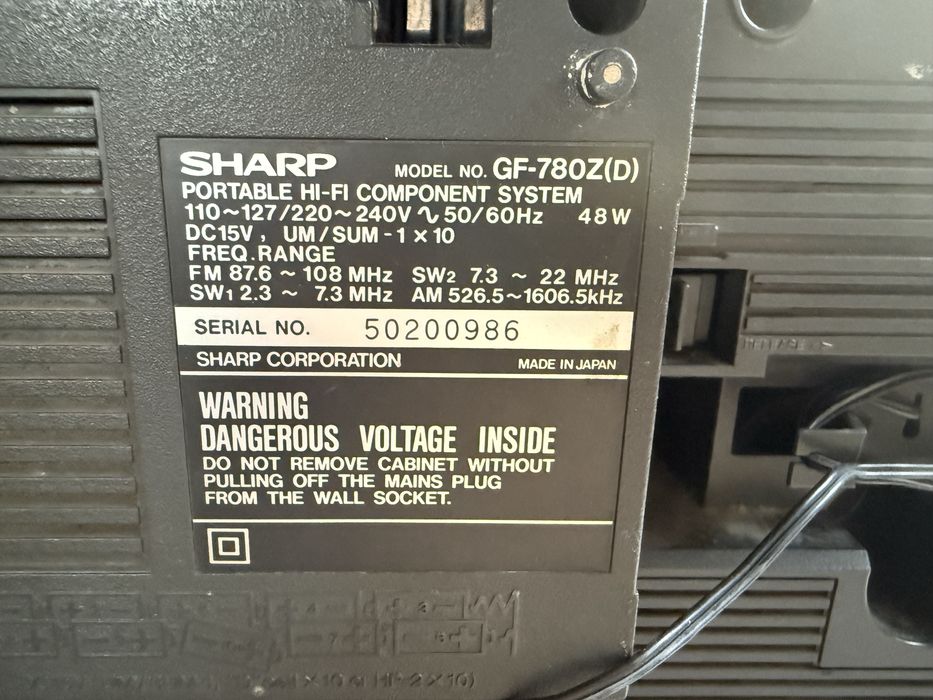 SHARP MODEL NO. GF-780Z(D)
PORTABLE HI-FI COMPONENT SYSTEM
110~127/220~240V ∿ 50/60Hz 48W
DC15V, UM/SUM-1×10
FREQ.RANGE
FM 87.6 ~ 108 MHz SW2 7.3 ~ 22 MHz
SW1 2.3 ~ 7.3 MHz AM 526.5~1606.5kHz
SERIAL NO. 50200986
SHARP CORPORATION MADE IN JAPAN
WARNING
DANGEROUS VOLTAGE INSIDE
DO NOT REMOVE CABINET WITHOUT
PULLING OFF THE MAINS PLUG
FROM THE WALL SOCKET.
RELEASE